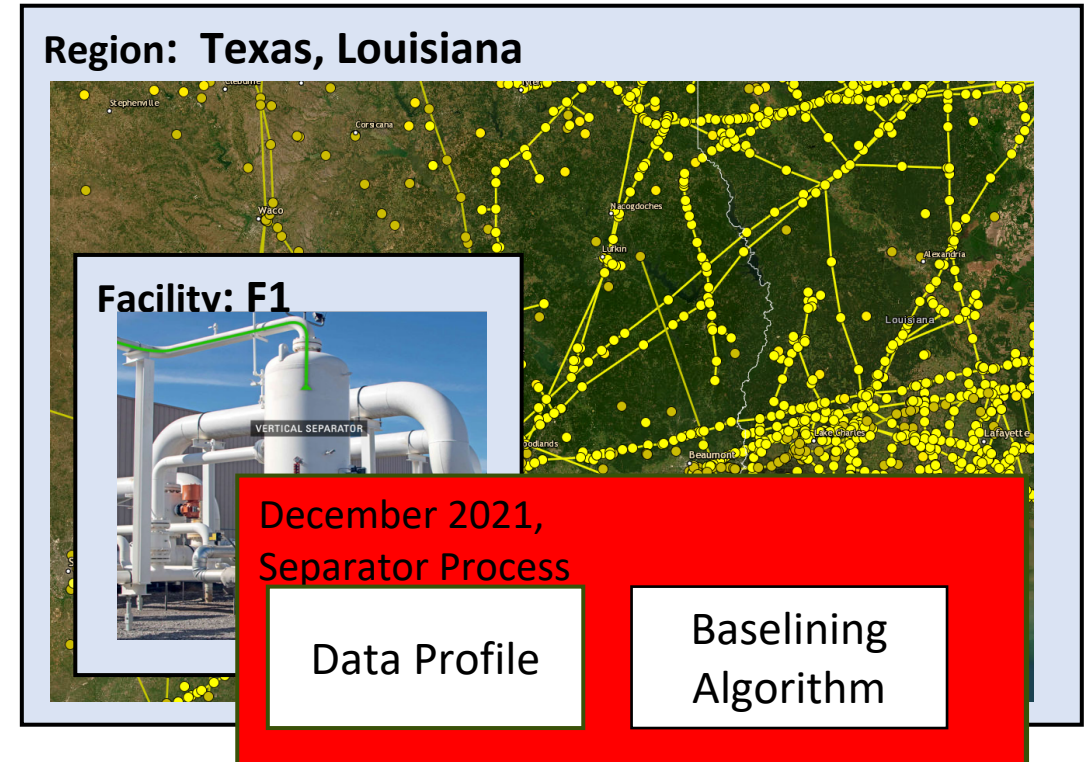 Region: Texas, Louisiana
Stephenville
Corsicana
Waco
Nacogdoches
Lufkin
Alexandria
Louisiana
Facility: F1
VERTICAL SEPARATOR
oodlands
Lake Charles
Lafayette
Beaumont
December 2021,
Separator Process
Data Profile
Baselining
Algorithm